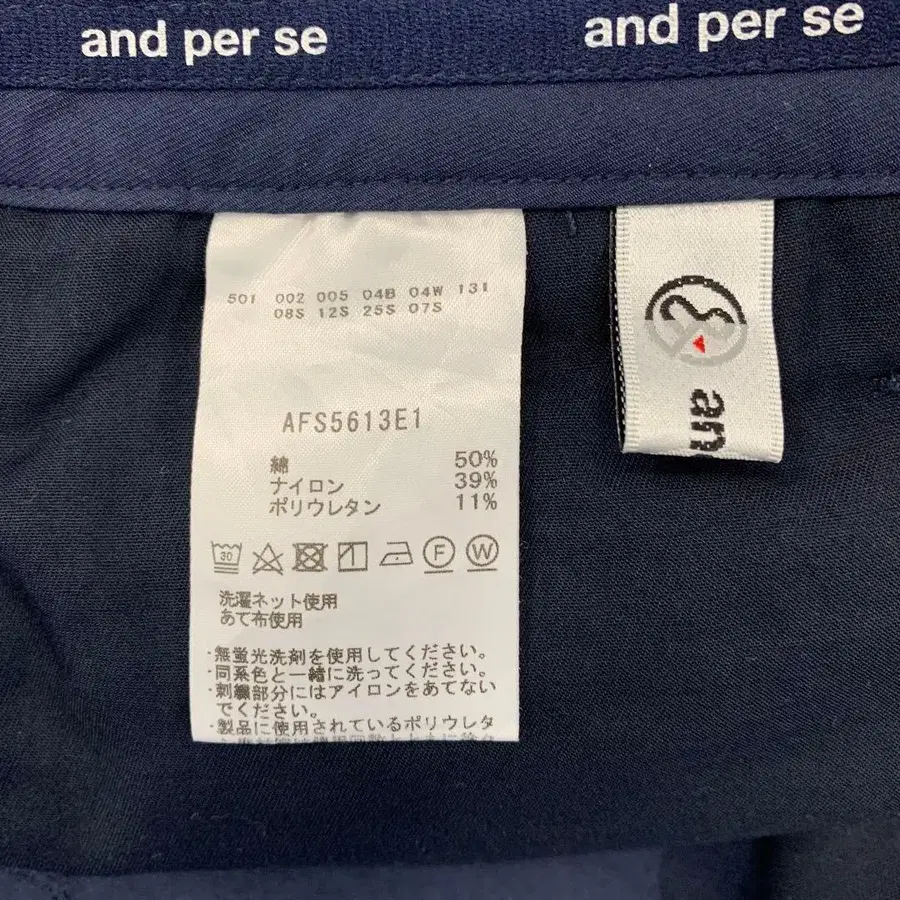 and per se
and per se
501 002 005 04B 04W 131
08S 12S 25S 07S
AFS5613E1
綿 50%
ナイロン 39%
ポリウレタン 11%
30
F W
洗濯ネット使用
あて布使用
・無蛍光洗剤を使用してください。
・同系色と一緒に洗ってください。
・刺繍部分にはアイロンをあてない
でください。
・製品に使用されているポリウレタ
an